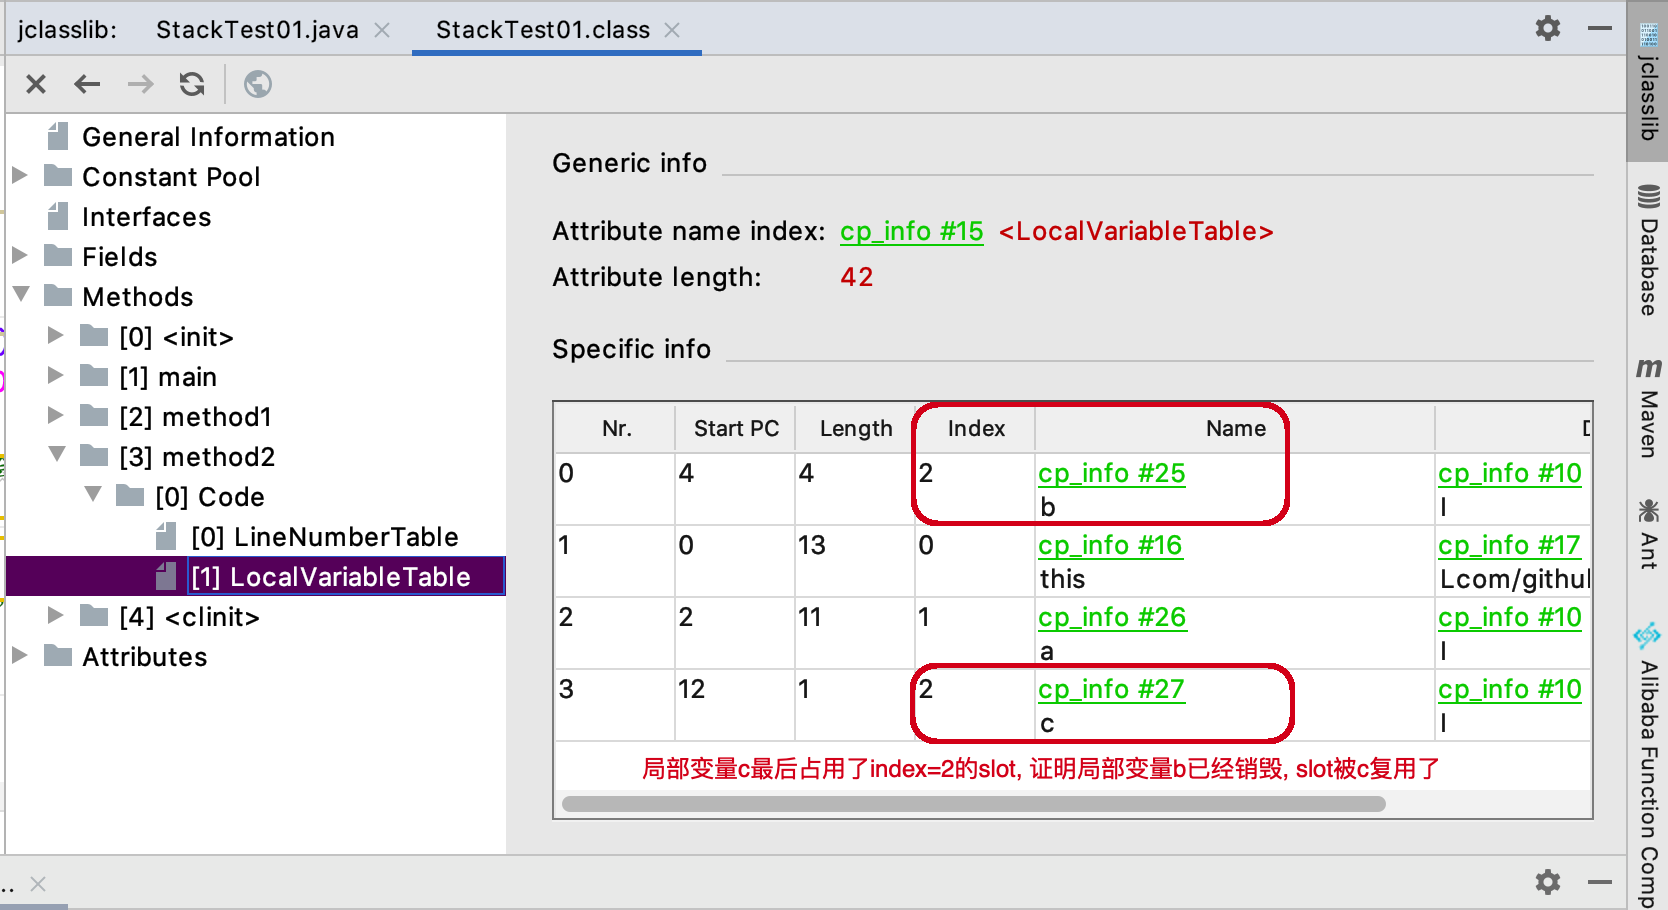 jclasslib:
StackTest01.java
StackTest01.class
General Information
Constant Pool
Interfaces
Fields
Methods
[0] <init>
[1] main
[2] method1
[3] method2
[0] Code
[0] LineNumberTable
[1] LocalVariableTable
[4] <clinit>
Attributes
Generic info
Attribute name index: cp_info #15 <LocalVariableTable>
Attribute length: 42
Specific info
Nr. Start PC Length Index Name
0 4 4 2 cp_info #25 cp_info #10
b I
1 0 13 0 cp_info #16 cp_info #17
this Lcom/githu
2 2 11 1 cp_info #26 cp_info #10
a I
3 12 1 2 cp_info #27 cp_info #10
c I
局部变量c最后占用了index=2的slot, 证明局部变量b已经销毁, slot被c复用了
..
jclasslib
Database
m Maven
Ant
Alibaba Function Comp